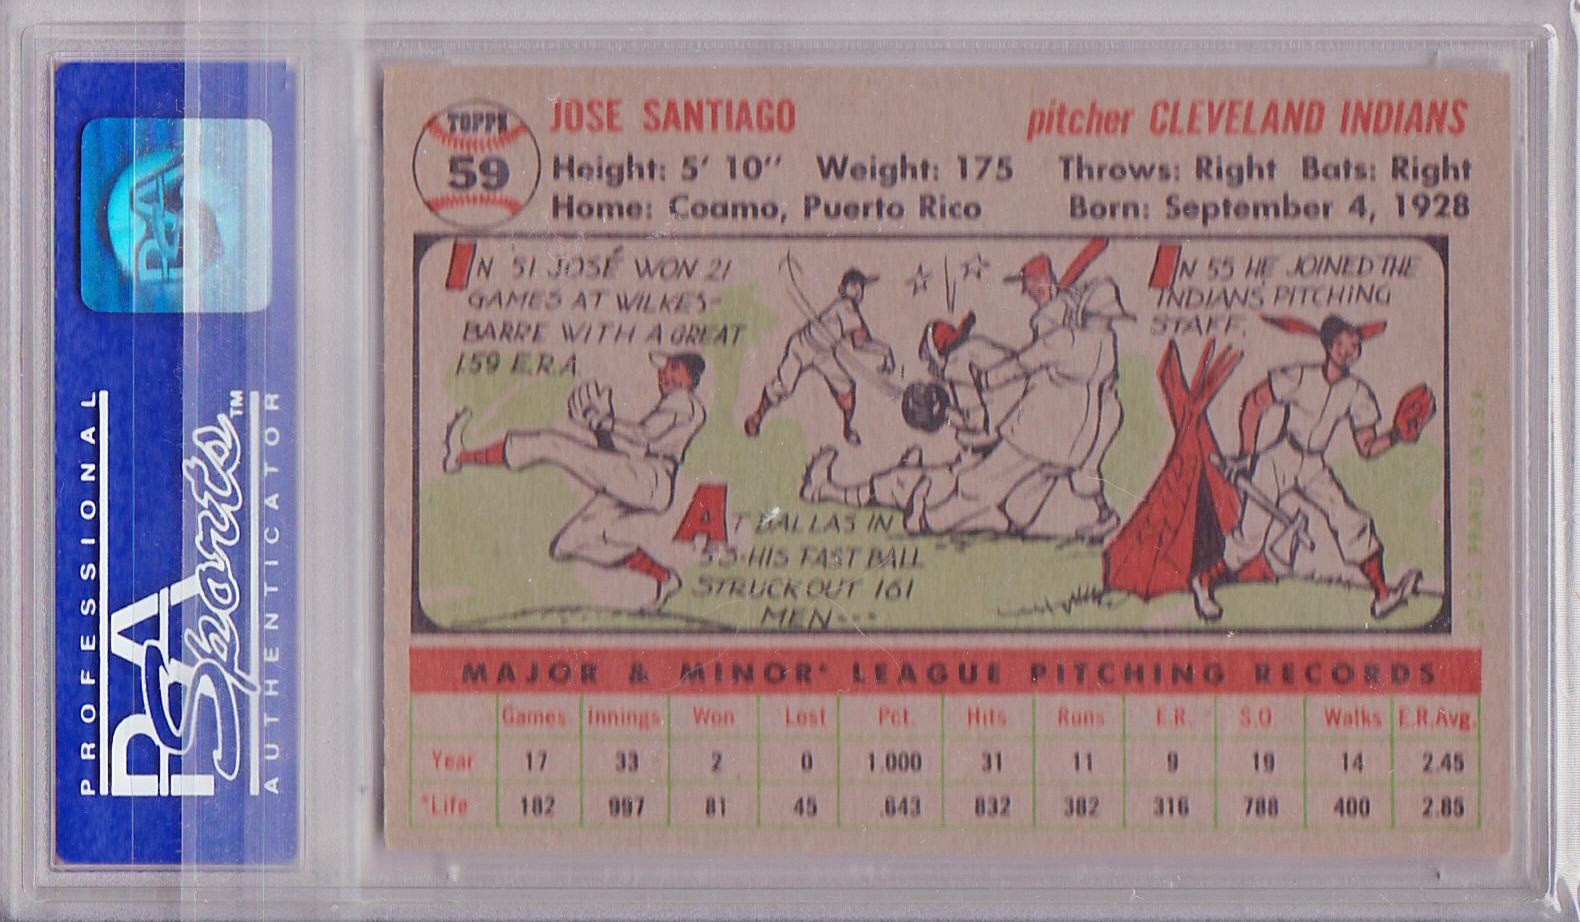 PROFESSIONAL
PSA
Sports™
AUTHENTICATOR
PSA
TOPPS
59
JOSE SANTIAGO
pitcher CLEVELAND INDIANS
Height: 5' 10" Weight: 175 Throws: Right Bats: Right
Home: Coamo, Puerto Rico Born: September 4, 1928
IN '51 JOSÉ WON 21
GAMES AT WILKES-
BARRE WITH A GREAT
1.59 E.R.A.
AT DALLAS IN
'53-HIS FAST BALL
STRUCK OUT 161
MEN---
IN 55 HE JOINED THE
INDIANS PITCHING
STAFF.
©T.C.G. PRINTED IN U.S.A.
MAJOR & MINOR* LEAGUE PITCHING RECORDS
Games Innings Won Lost Pct. Hits Runs E.R. S.O. Walks E.R.Avg.
Year 17 33 2 0 1.000 31 11 9 19 14 2.45
*Life 182 997 81 45 .643 832 382 316 788 400 2.85